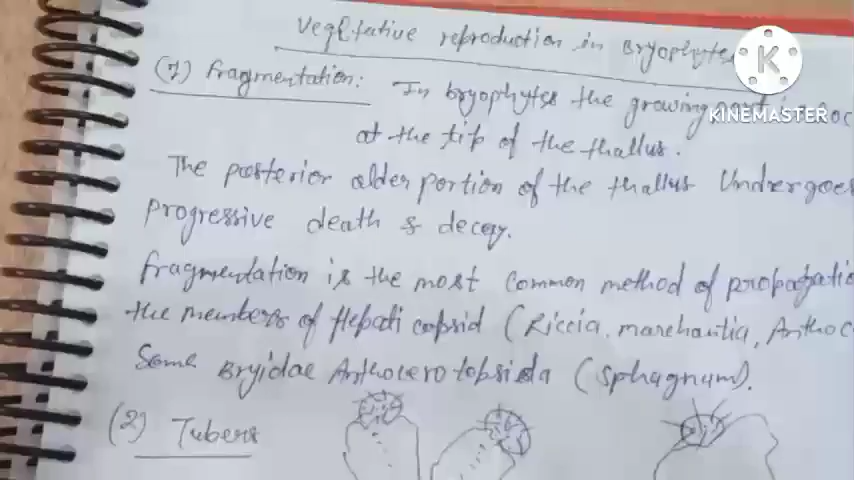 Vegetative reproduction in Bryophytes
K
KINEMASTER
(1) Fragmentation: In bryophytes the growing
at the tip of the thallus.
The posterior older portion of the thallus Undergoes
progressive death & decay.
fragmentation is the most common method of propagatio
the members of Hepaticopsid (Riccia, marchantia, Anthoc
Some Bryidae Anthocerotopsida (Sphagnum).
(2) Tubers